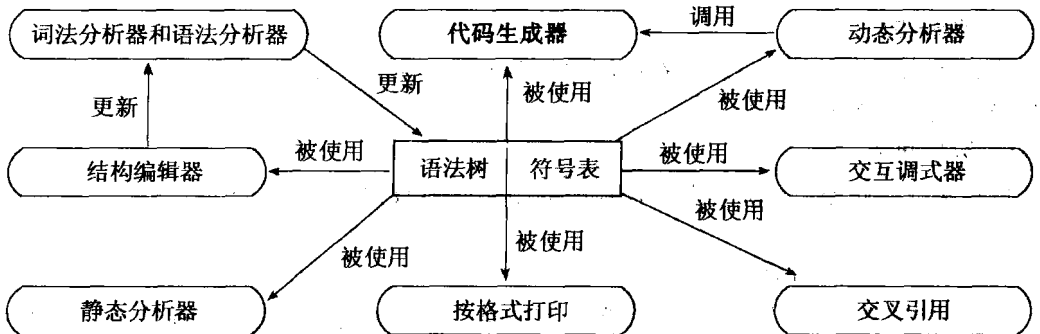 调用
词法分析器和语法分析器
代码生成器
动态分析器
更新
被使用
被使用
更新
被使用
被使用
结构编辑器
语法树
符号表
交互调式器
被使用
被使用
被使用
静态分析器
按格式打印
交叉引用